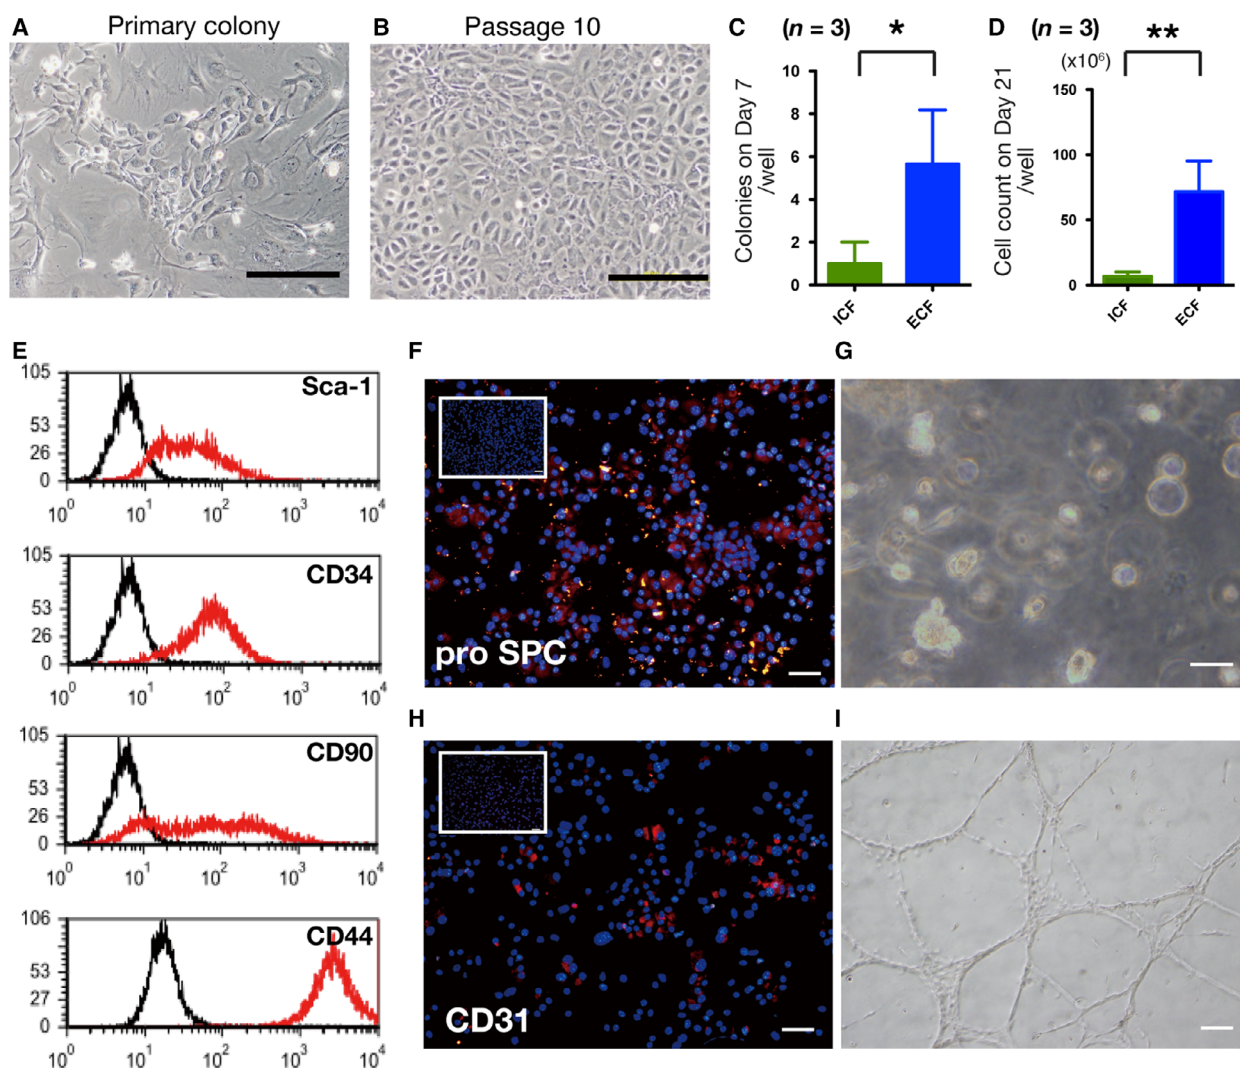 A Primary colony
B Passage 10
C (n = 3) *
Colonies on Day 7
/well
10
8
6
4
2
0
ICF ECF
D (n = 3) **
(x10⁶)
Cell count on Day 21
/well
150
100
50
0
ICF ECF
E
Sca-1
105
53
26
0
10⁰ 10¹ 10² 10³ 10⁴
CD34
105
53
26
0
10⁰ 10¹ 10² 10³ 10⁴
CD90
105
53
26
0
10⁰ 10¹ 10² 10³ 10⁴
CD44
106
53
27
0
10⁰ 10¹ 10² 10³ 10⁴
F
pro SPC
G
H
CD31
I